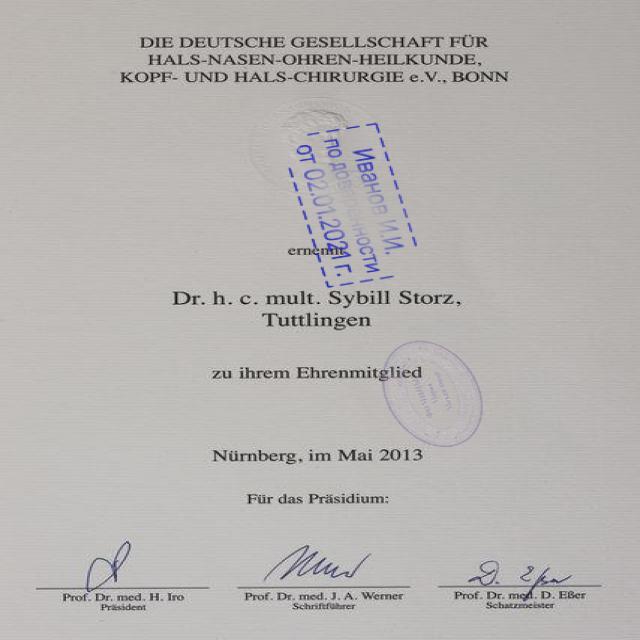 DIE DEUTSCHE GESELLSCHAFT FÜR
HALS-NASEN-OHREN-HEILKUNDE,
KOPF- UND HALS-CHIRURGIE e.V., BONN
Иванов И.И.
по доверенности
от 02.01.2021 г.
ernennt
Dr. h. c. mult. Sybill Storz,
Tuttlingen
zu ihrem Ehrenmitglied
Nürnberg, im Mai 2013
Für das Präsidium:
D. Eßer
Prof. Dr. med. H. Iro
Präsident
Prof. Dr. med. J. A. Werner
Schriftführer
Prof. Dr. med. D. Eßer
Schatzmeister